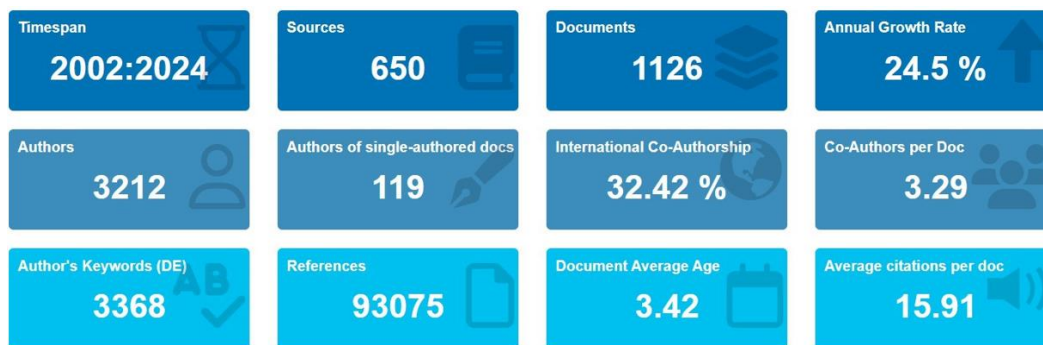 Timespan
2002:2024
Sources
650
Documents
1126
Annual Growth Rate
24.5 %
Authors
3212
Authors of single-authored docs
119
International Co-Authorship
32.42 %
Co-Authors per Doc
3.29
Author's Keywords (DE)
3368
AB
References
93075
Document Average Age
3.42
Average citations per doc
15.91